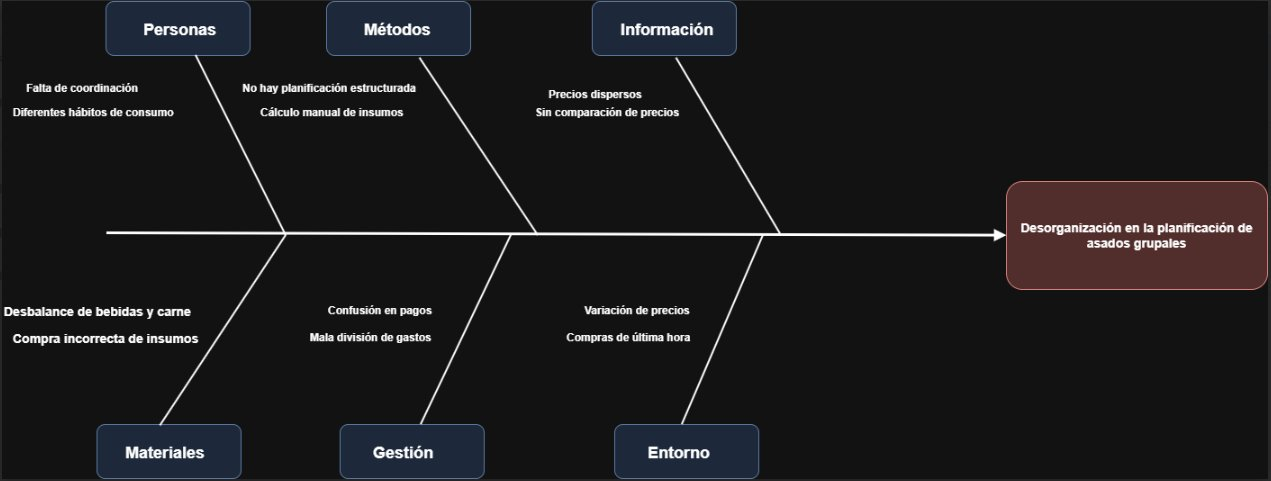 Personas
Métodos
Información
Falta de coordinación
Diferentes hábitos de consumo
No hay planificación estructurada
Cálculo manual de insumos
Precios dispersos
Sin comparación de precios
Desorganización en la planificación de
asados grupales
Desbalance de bebidas y carne
Compra incorrecta de insumos
Confusión en pagos
Mala división de gastos
Variación de precios
Compras de última hora
Materiales
Gestión
Entorno